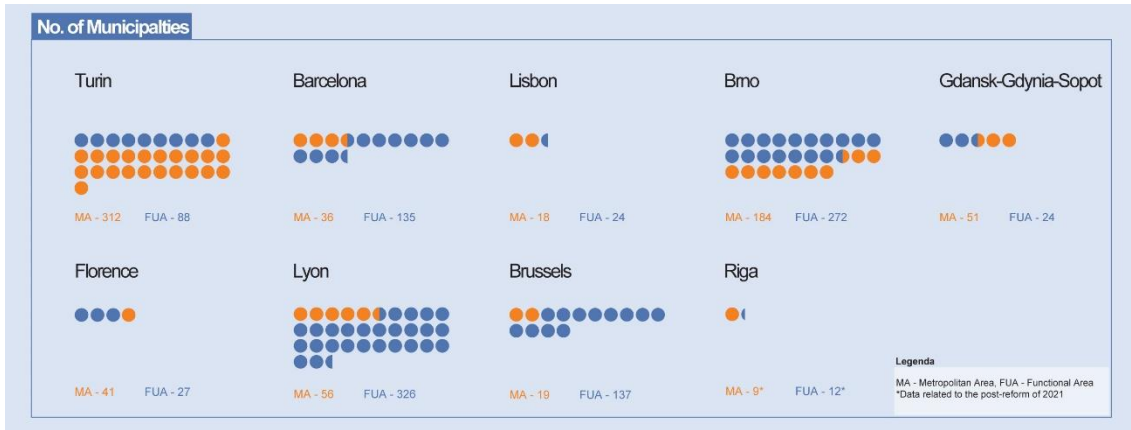 No. of Municipalties
Turin
Barcelona
Lisbon
Brno
Gdansk-Gdynia-Sopot
MA - 312 FUA - 88
MA - 36 FUA - 135
MA - 18 FUA - 24
MA - 184 FUA - 272
MA - 51 FUA - 24
Florence
Lyon
Brussels
Riga
MA - 41 FUA - 27
MA - 56 FUA - 326
MA - 19 FUA - 137
MA - 9* FUA - 12*
Legenda
MA - Metropolitan Area, FUA - Functional Area
*Data related to the post-reform of 2021